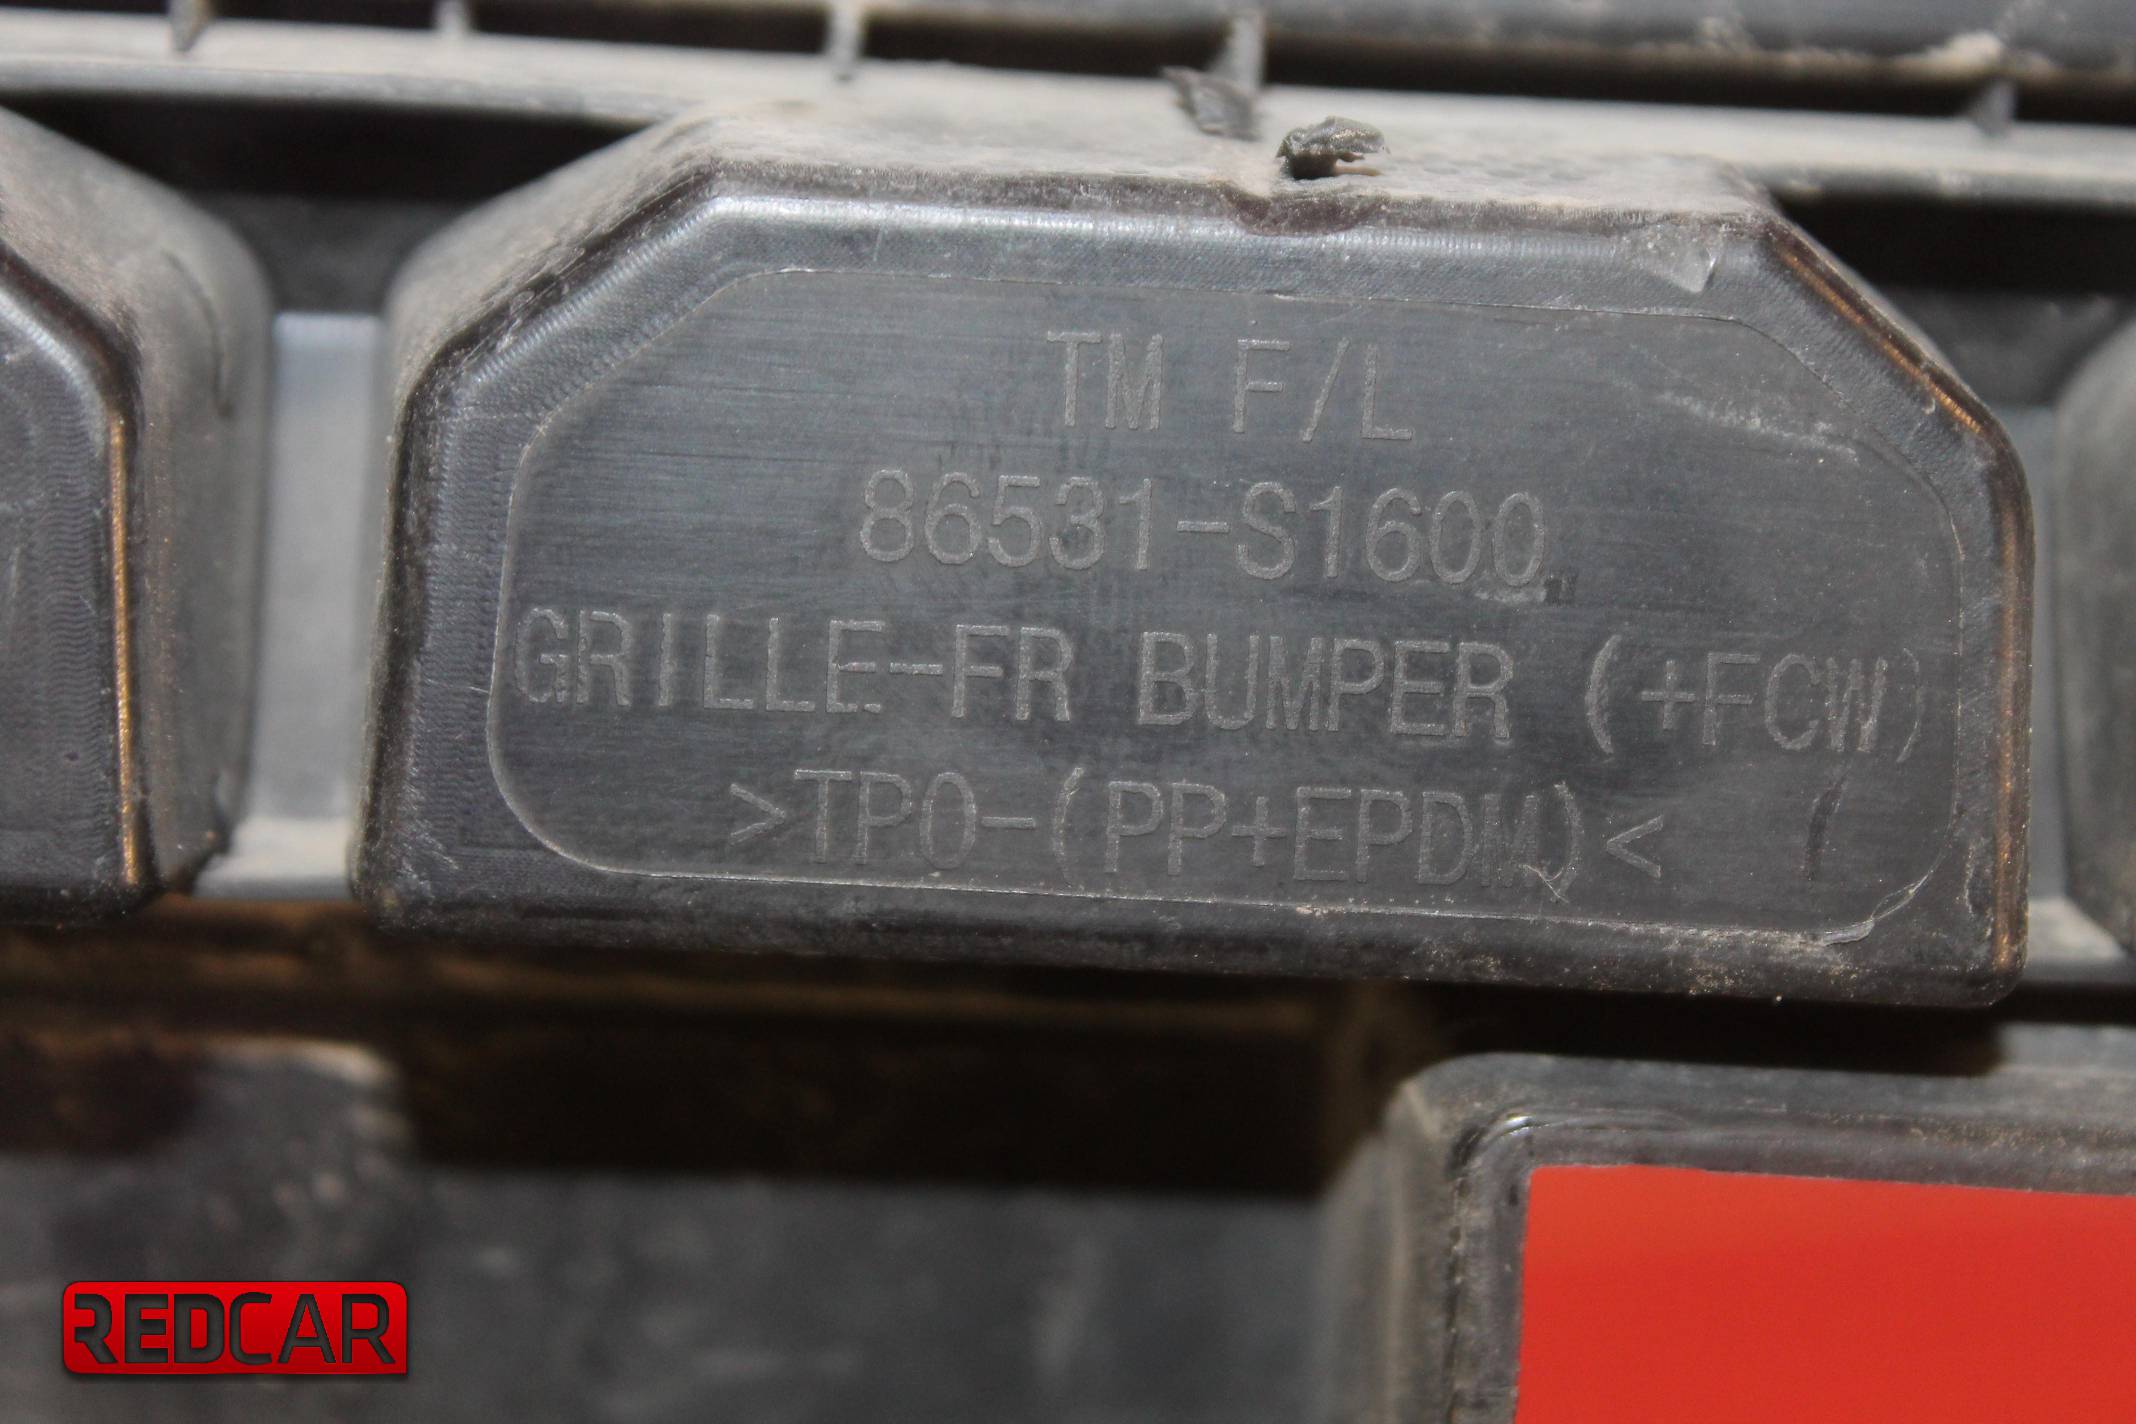 TM F/L
86531-S1600
GRILLE-FR BUMPER (+FCW)
>TPO-(PP+EPDM)<
REDCAR